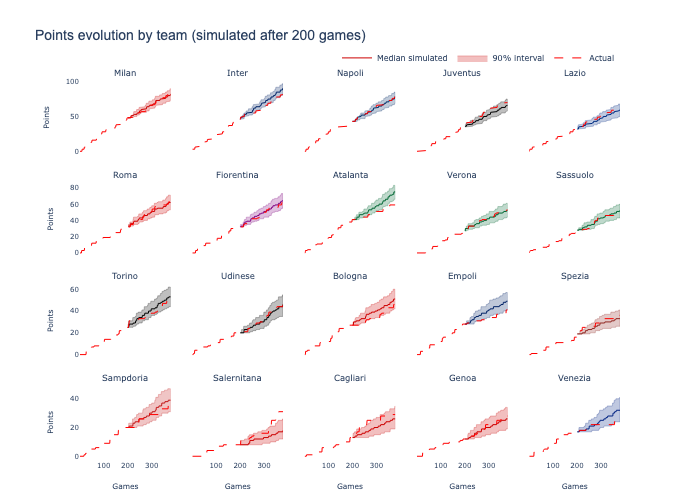 Points evolution by team (simulated after 200 games)
Median simulated 90% interval Actual
Milan Inter Napoli Juventus Lazio
100
50
0
Points
Roma Fiorentina Atalanta Verona Sassuolo
80
60
40
20
0
Points
Torino Udinese Bologna Empoli Spezia
60
40
20
0
Points
Sampdoria Salernitana Cagliari Genoa Venezia
40
20
0
Points
100 200 300 100 200 300 100 200 300 100 200 300 100 200 300
Games Games Games Games Games